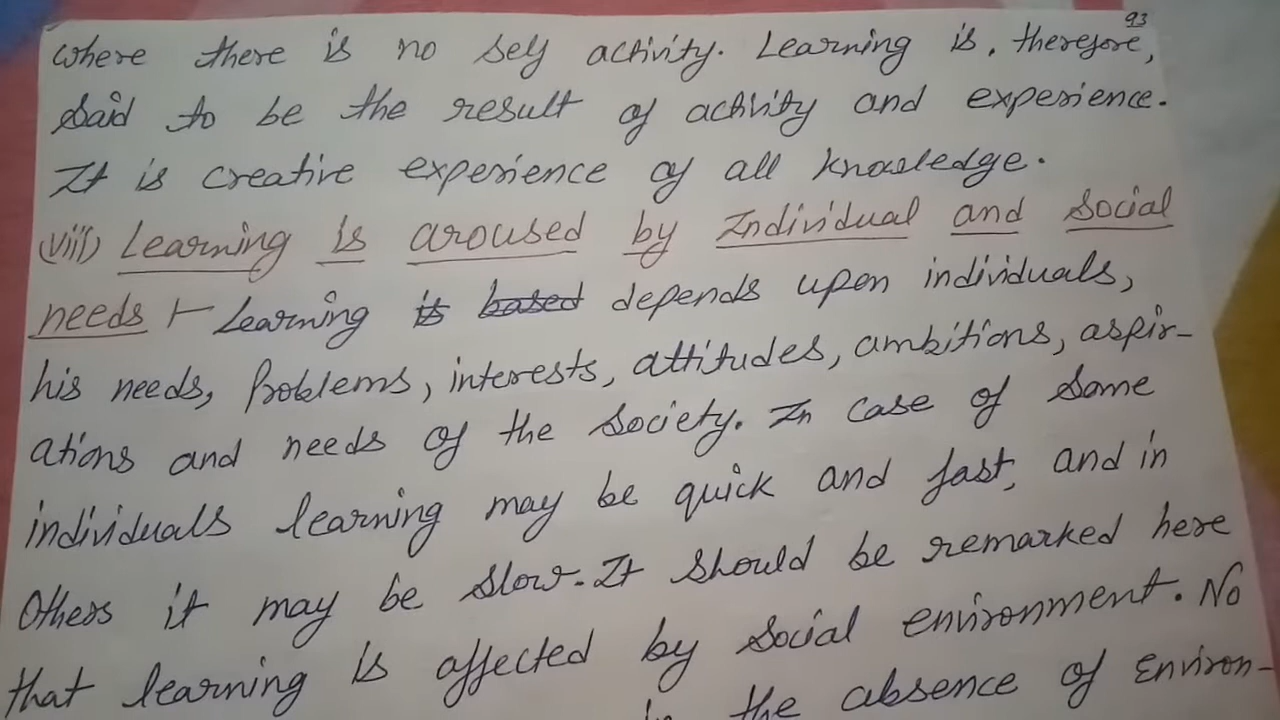 93
where there is no self activity. Learning is, therefore,
said to be the result of activity and experience.
It is creative experience of all knowledge.
(viii) Learning is aroused by Individual and Social
needs :- Learning is based depends upon individuals,
his needs, Problems, interests, attitudes, ambitions, aspir-
ations and needs of the society. In case of some
individuals learning may be quick and fast, and in
Others it may be slow. It should be remarked here
that learning is affected by social environment. No
in the absence of Environ-